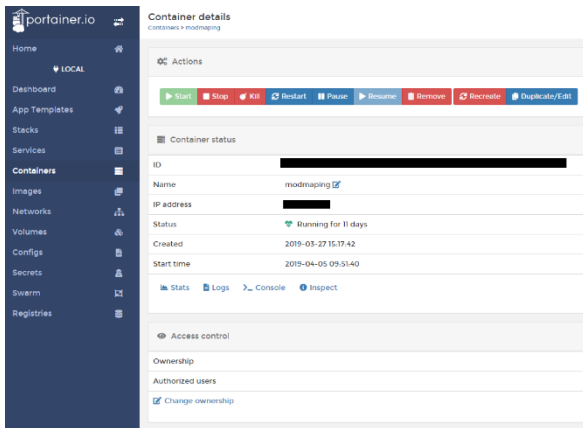 portainer.io
Home
LOCAL
Dashboard
App Templates
Stacks
Services
Containers
Images
Networks
Volumes
Configs
Secrets
Swarm
Registries
Container details
Containers > modmaping
Actions
Start Stop Kill Restart Pause Resume Remove Recreate Duplicate/Edit
Container status
ID
Name modmaping
IP address
Status Running for 11 days
Created 2019-03-27 15:17:42
Start time 2019-04-05 09:51:40
Stats Logs >_ Console Inspect
Access control
Ownership
Authorized users
Change ownership